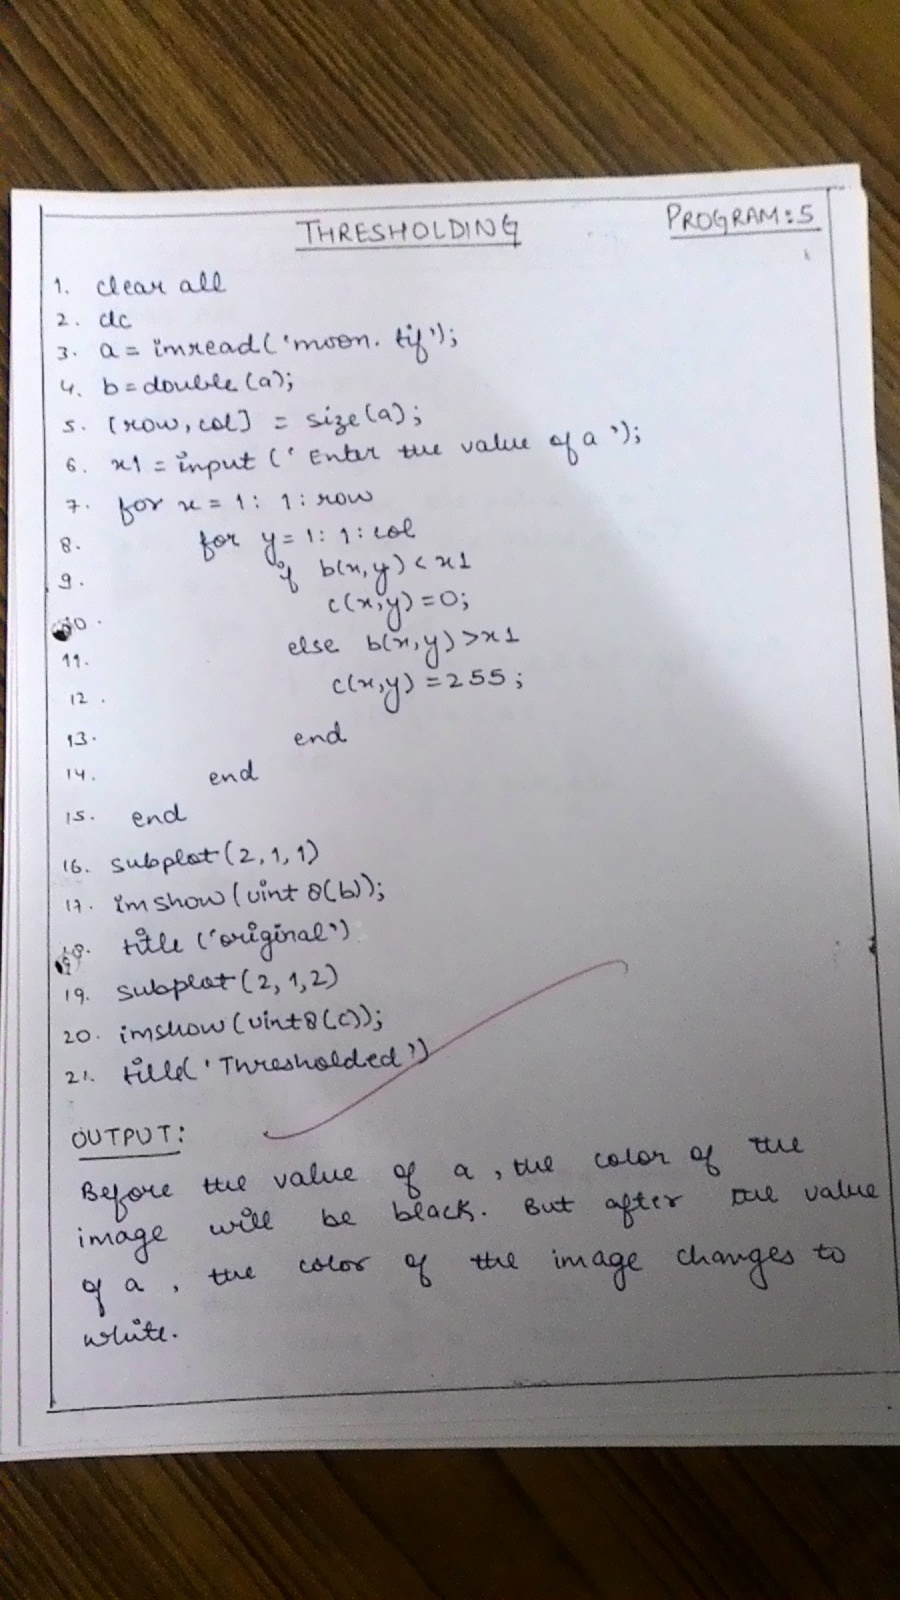 THRESHOLDING PROGRAM: 5
1. clear all
2. clc
3. a = imread('moon. tif');
4. b=double(a);
5. [row, col] = size(a);
6. x1 = input (' Enter the value of a ');
7. for x = 1: 1: row
8. for y = 1: 1: col
9. if b(x,y) < x1
10. c(x,y) = 0;
11. else b(x,y) > x1
12. c(x,y) = 255;
13. end
14. end
15. end
16. subplot(2,1,1)
17. imshow(uint 8(b));
18. title ('original')
19. subplot(2,1,2)
20. imshow(uint8(c));
21. title('Thresholded')
OUTPUT:
Before the value of a, the color of the
image will be black. But after the value
of a, the color of the image changes to
white.